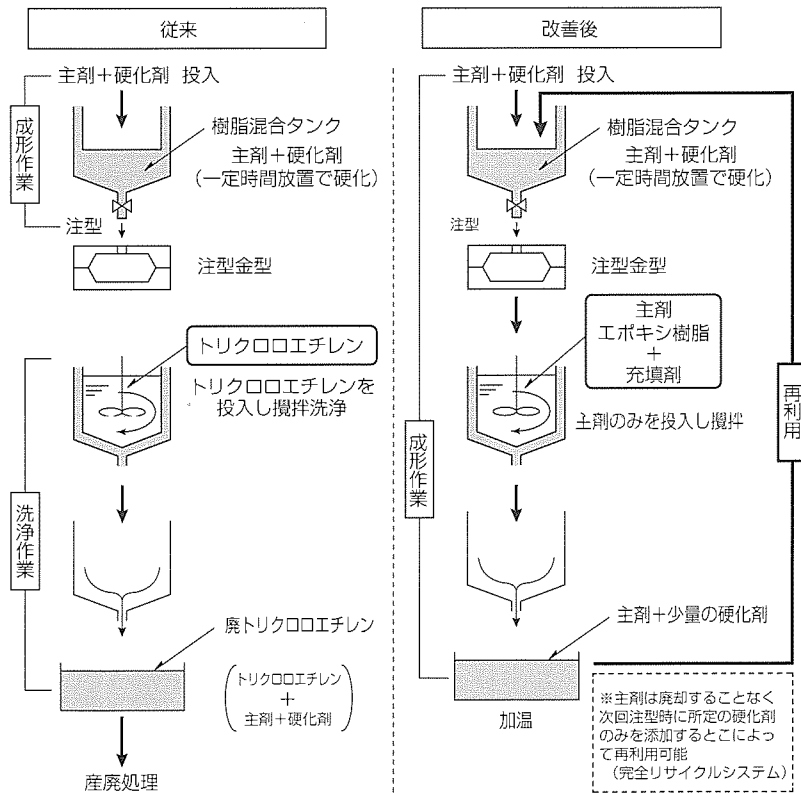 従来
主剤＋硬化剤 投入
成形作業
樹脂混合タンク
主剤＋硬化剤
（一定時間放置で硬化）
注型
注型金型
トリクロロエチレン
トリクロロエチレンを
投入し攪拌洗浄
洗浄作業
廃トリクロロエチレン
（トリクロロエチレン
＋
主剤＋硬化剤）
産廃処理
改善後
主剤＋硬化剤 投入
樹脂混合タンク
主剤＋硬化剤
（一定時間放置で硬化）
注型
注型金型
主剤
エポキシ樹脂
＋
充填剤
主剤のみを投入し攪拌
成形作業
再利用
主剤＋少量の硬化剤
加温
※主剤は廃却することなく
次回注型時に所定の硬化剤
のみを添加するとこによっ
て再利用可能
（完全リサイクルシステム）